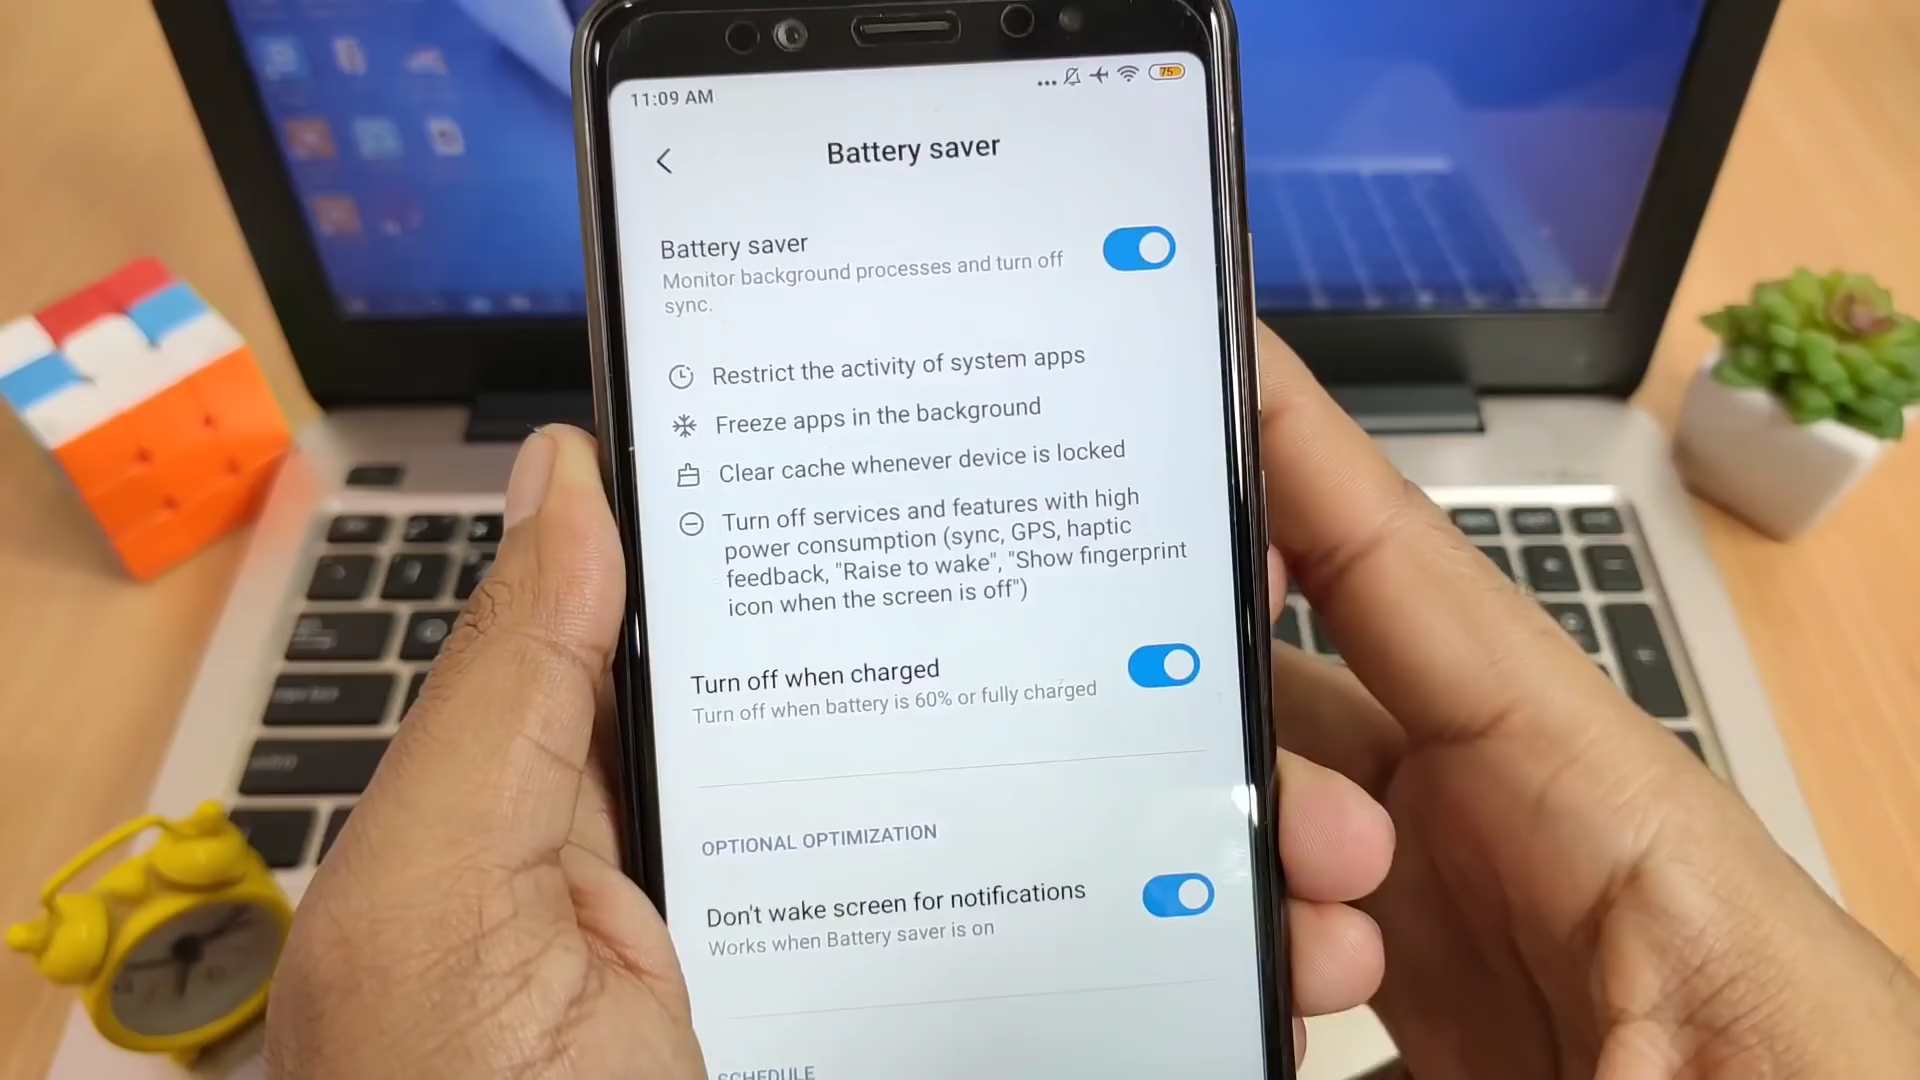 11:09 AM
75
Battery saver
Battery saver
Monitor background processes and turn off
sync.
Restrict the activity of system apps
Freeze apps in the background
Clear cache whenever device is locked
Turn off services and features with high
power consumption (sync, GPS, haptic
feedback, "Raise to wake", "Show fingerprint
icon when the screen is off")
Turn off when charged
Turn off when battery is 60% or fully charged
OPTIONAL OPTIMIZATION
Don't wake screen for notifications
Works when Battery saver is on
SCHEDULE